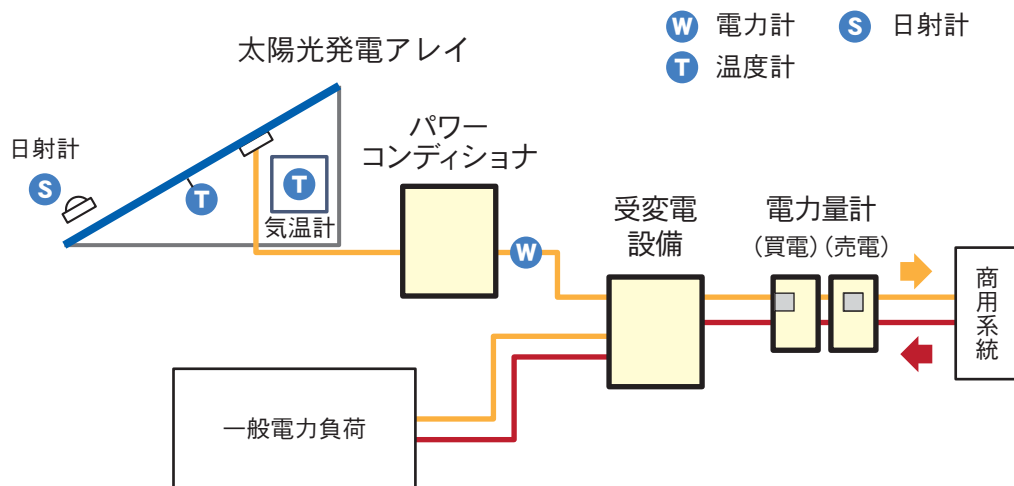 W 電力計
S 日射計
T 温度計
太陽光発電アレイ
日射計
S
T
T
気温計
パワー
コンディショナ
W
受変電
設備
電力量計
(買電)(売電)
商用系統
一般電力負荷